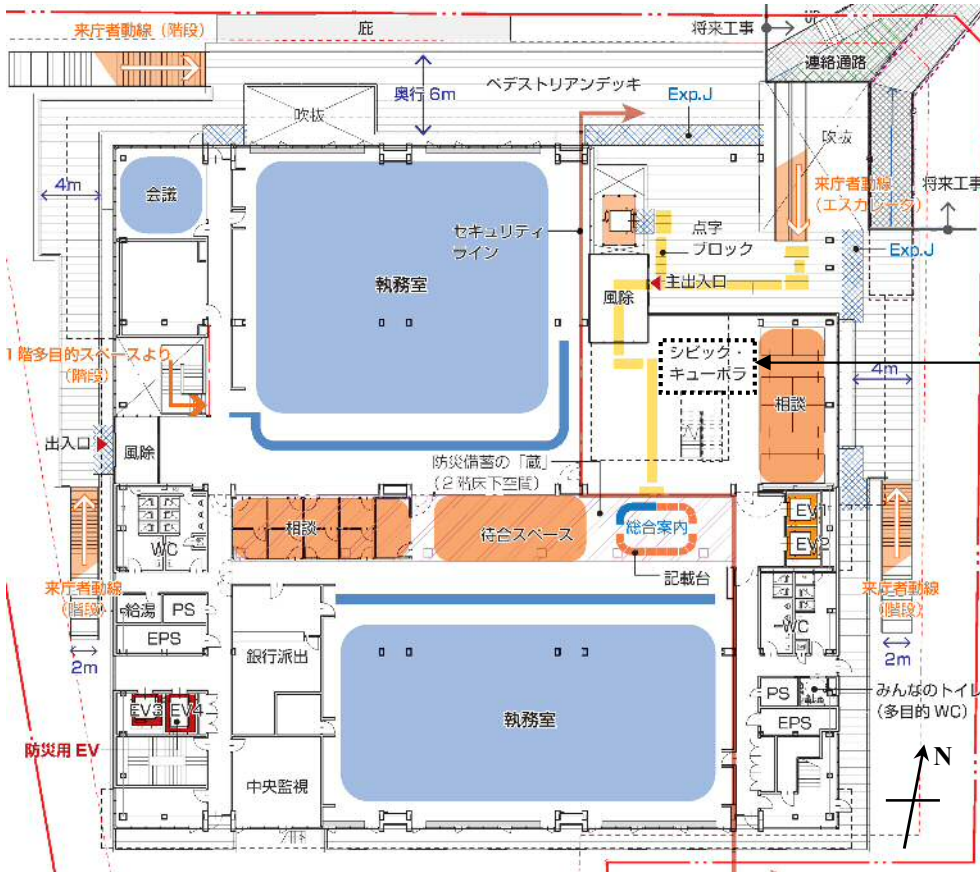 来庁者動線（階段）
庇
将来工事
UP
連絡通路
ペデストリアンデッキ
奥行 6m
Exp.J
吹抜
吹抜
4m
会議
来庁者動線
（エスカレータ）
将来工事
セキュリティ
ライン
点字
ブロック
Exp.J
執務室
風除
主出入口
1 階多目的スペースより
（階段）
シビック・
キューポラ
4m
相談
出入口
風除
防災備蓄の「蔵」
（2 階床下空間）
相談
待合スペース
総合案内
EV1
EV2
WC
記載台
来庁者動線
（階段）
来庁者動線
（階段）
給湯
PS
WC
EPS
2m
銀行派出
2m
PS
みんなのトイレ
（多目的 WC）
EV3
EV4
執務室
EPS
防災用 EV
中央監視
N